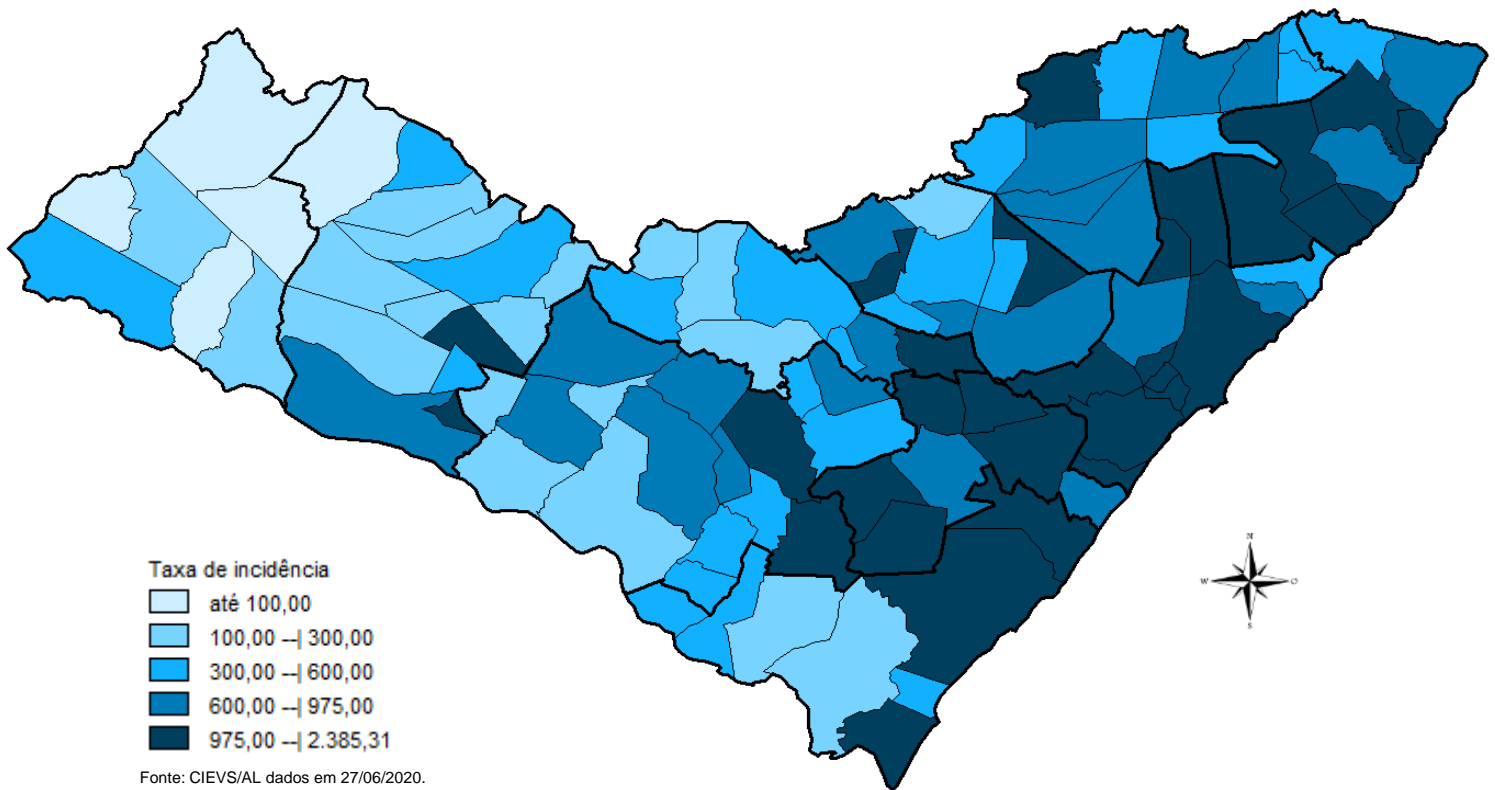 Taxa de incidência
até 100,00
100,00 --| 300,00
300,00 --| 600,00
600,00 --| 975,00
975,00 --| 2.385,31
Fonte: CIEVS/AL dados em 27/06/2020.
N
W
O
S